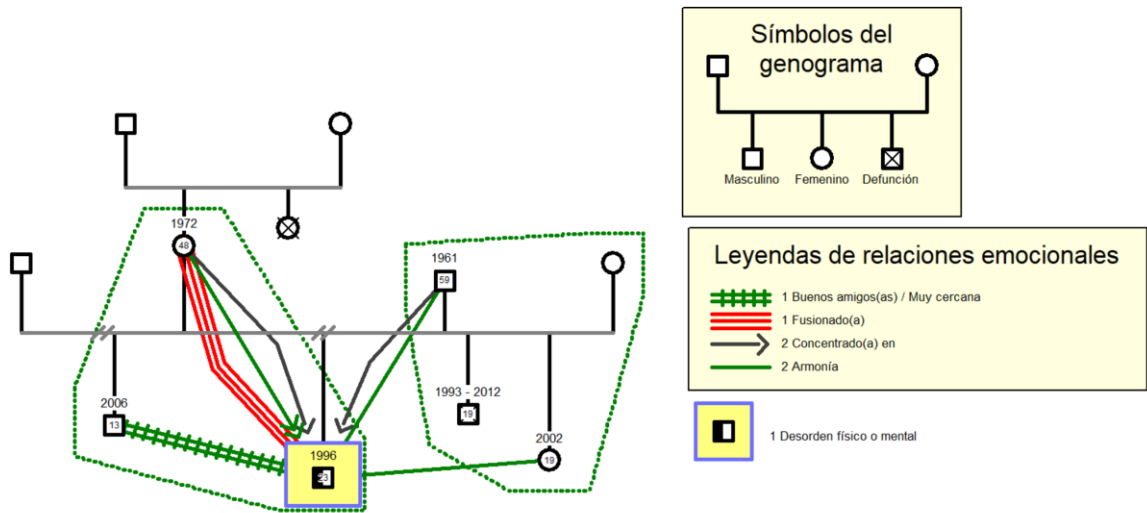 Símbolos del
genograma
Masculino Femenino Defunción
1972
48
1961
59
2006
13
1993 - 2012
19
2002
19
1996
23
Leyendas de relaciones emocionales
1 Buenos amigos(as) / Muy cercana
1 Fusionado(a)
2 Concentrado(a) en
2 Armonía
1 Desorden físico o mental